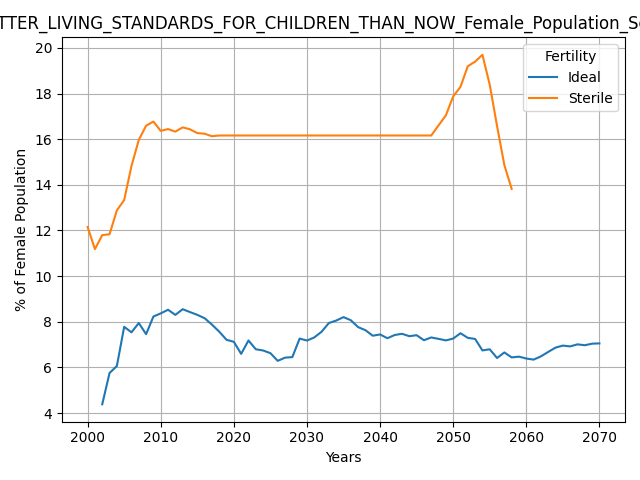 TTER_LIVING_STANDARDS_FOR_CHILDREN_THAN_NOW_Female_Population_S
Fertility
Ideal
Sterile
% of Female Population
20
18
16
14
12
10
8
6
4
2000 2010 2020 2030 2040 2050 2060 2070
Years